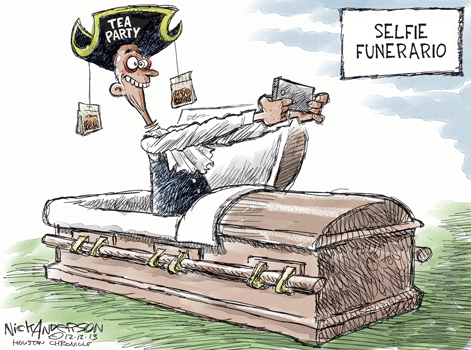 TEA
PARTY
SELFIE
FUNERARIO
NICK ANDERSON
12-12-13
HOUSTON CHRONICLE